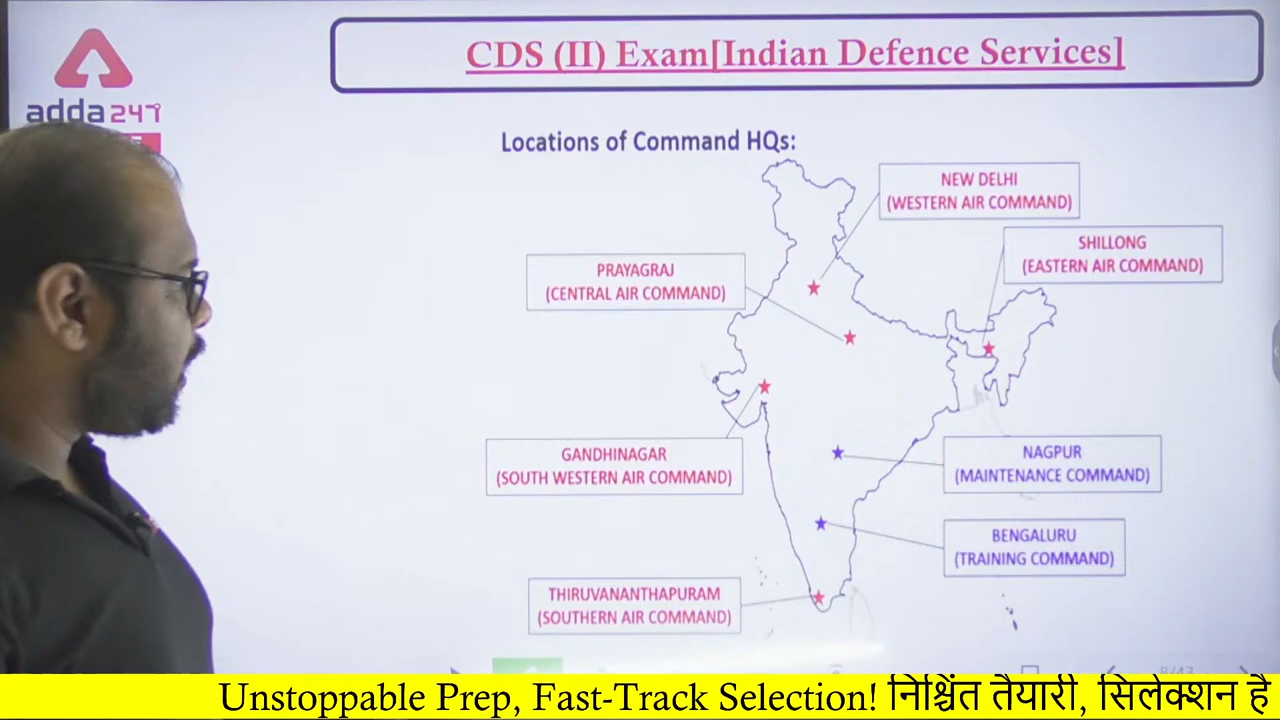 CDS (II) Exam[Indian Defence Services]
adda247
Locations of Command HQs:
NEW DELHI
(WESTERN AIR COMMAND)
SHILLONG
(EASTERN AIR COMMAND)
PRAYAGRAJ
(CENTRAL AIR COMMAND)
GANDHINAGAR
(SOUTH WESTERN AIR COMMAND)
NAGPUR
(MAINTENANCE COMMAND)
BENGALURU
(TRAINING COMMAND)
THIRUVANANTHAPURAM
(SOUTHERN AIR COMMAND)
8/43
Unstoppable Prep, Fast-Track Selection! निश्चिंत तैयारी, सिलेक्शन है